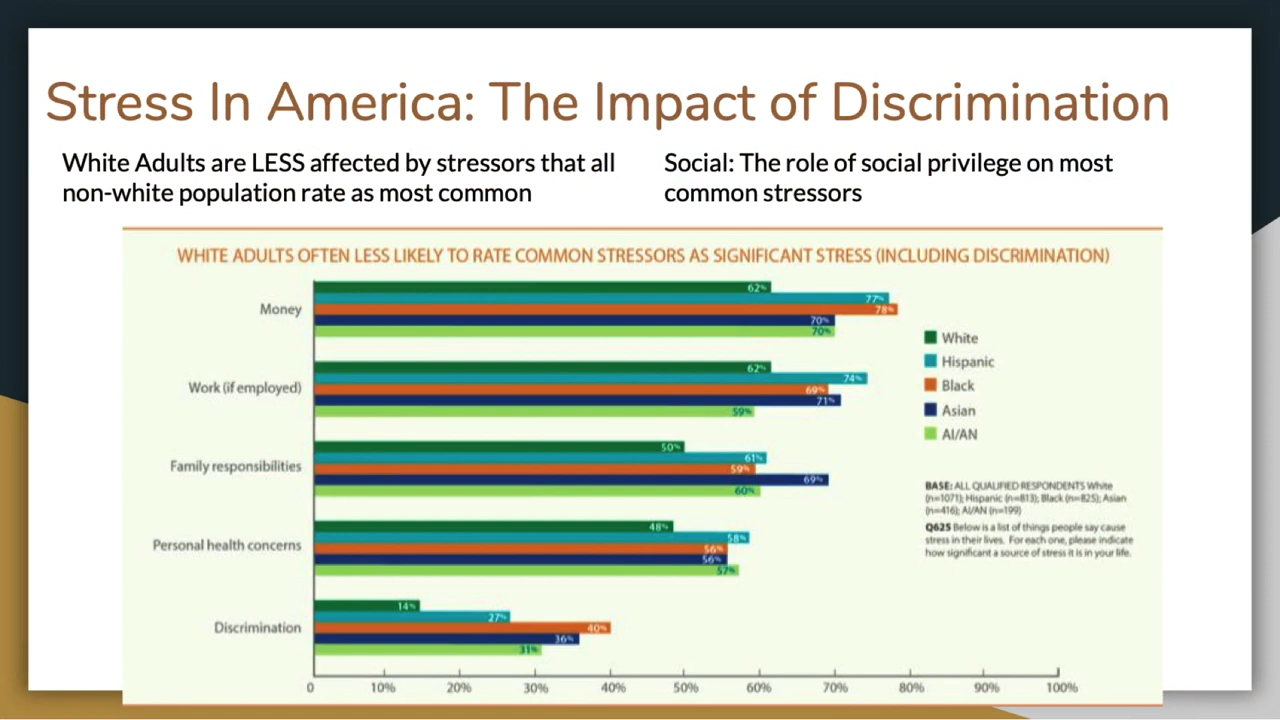 Stress In America: The Impact of Discrimination
White Adults are LESS affected by stressors that all
non-white population rate as most common
Social: The role of social privilege on most
common stressors
WHITE ADULTS OFTEN LESS LIKELY TO RATE COMMON STRESSORS AS SIGNIFICANT STRESS (INCLUDING DISCRIMINATION)
Money
62%
77%
78%
70%
70%
Work (if employed)
62%
74%
69%
71%
59%
Family responsibilities
50%
61%
59%
69%
60%
Personal health concerns
48%
58%
56%
56%
57%
Discrimination
14%
27%
40%
36%
31%
0 10% 20% 30% 40% 50% 60% 70% 80% 90% 100%
White
Hispanic
Black
Asian
AI/AN
BASE: ALL QUALIFIED RESPONDENTS White
(n=1071); Hispanic (n=813); Black (n=825); Asian
(n=416); AI/AN (n=199)
Q625 Below is a list of things people say cause
stress in their lives. For each one, please indicate
how significant a source of stress it is in your life.